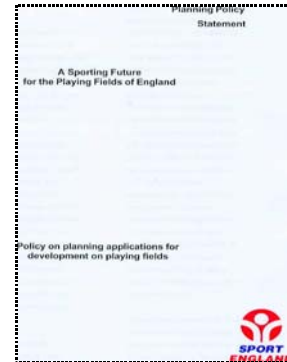 Planning Policy
Statement
A Sporting Future
for the Playing Fields of England
Policy on planning applications for
development on playing fields
SPORT
ENGLAND